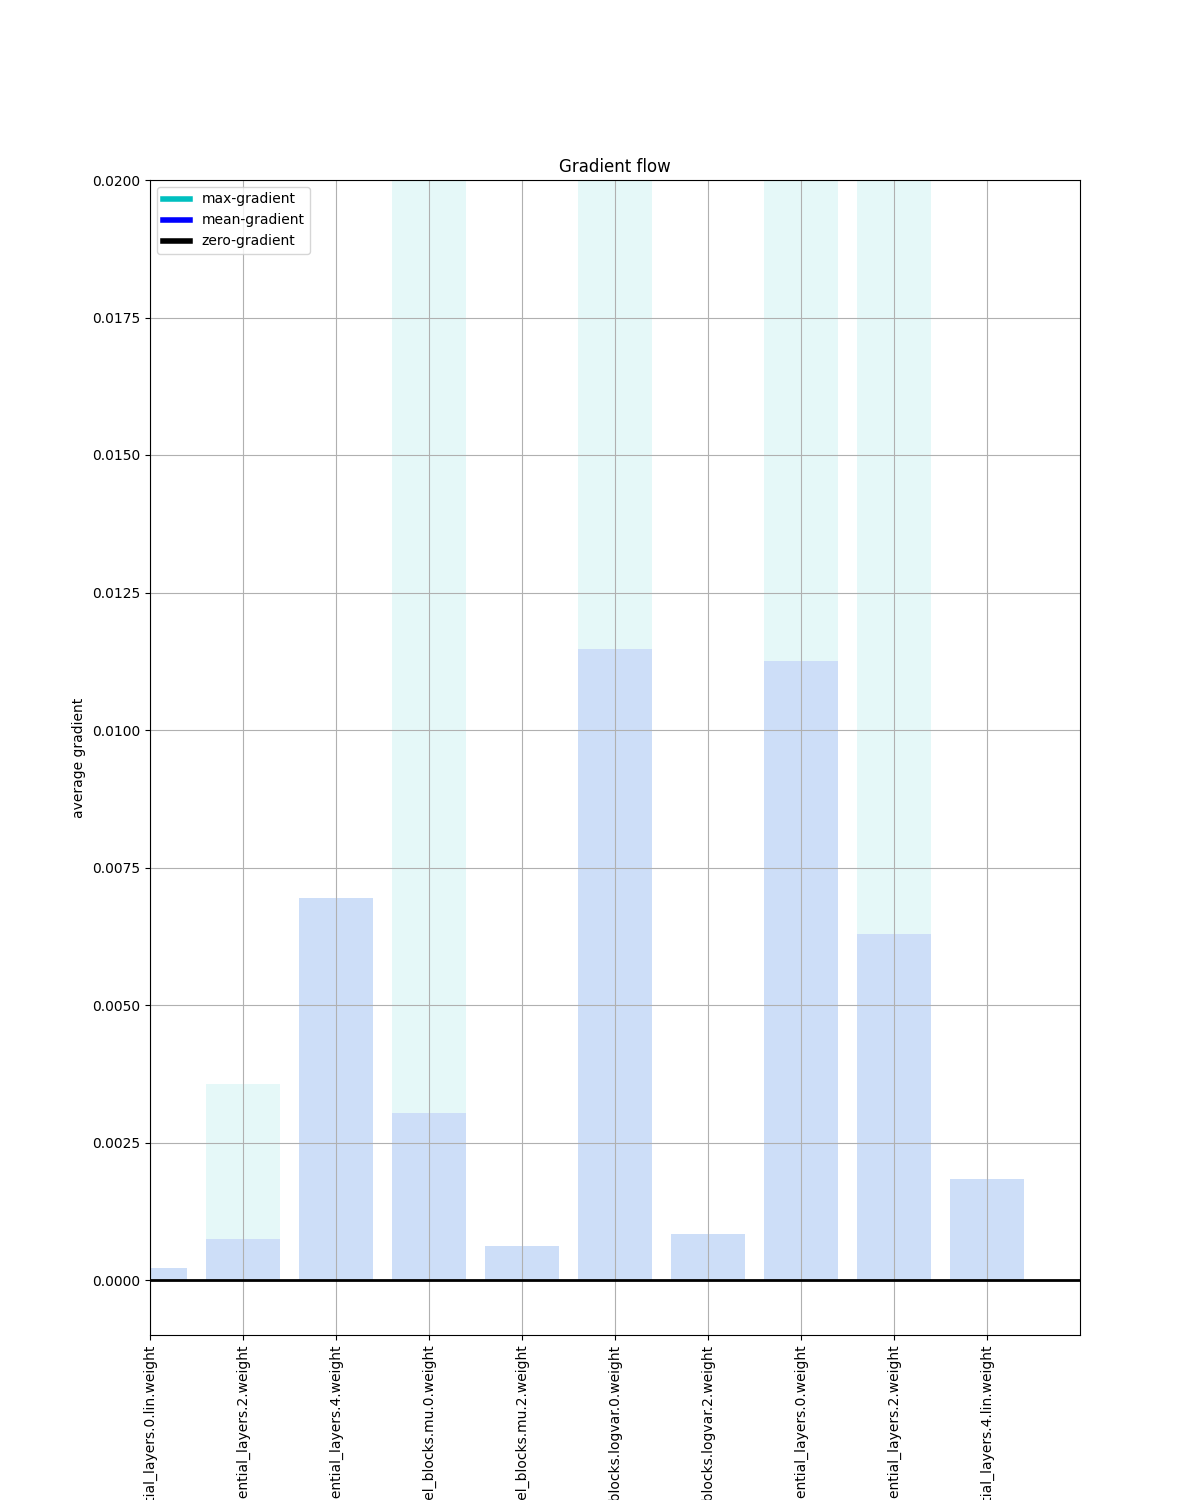 Gradient flow
max-gradient
mean-gradient
zero-gradient
0.0200
0.0175
0.0150
0.0125
0.0100
0.0075
0.0050
0.0025
0.0000
average gradient
tial_layers.0.lin.weight
ential_layers.2.weight
ential_layers.4.weight
el_blocks.mu.0.weight
el_blocks.mu.2.weight
blocks.logvar.0.weight
blocks.logvar.2.weight
ential_layers.0.weight
ential_layers.2.weight
tial_layers.4.lin.weight